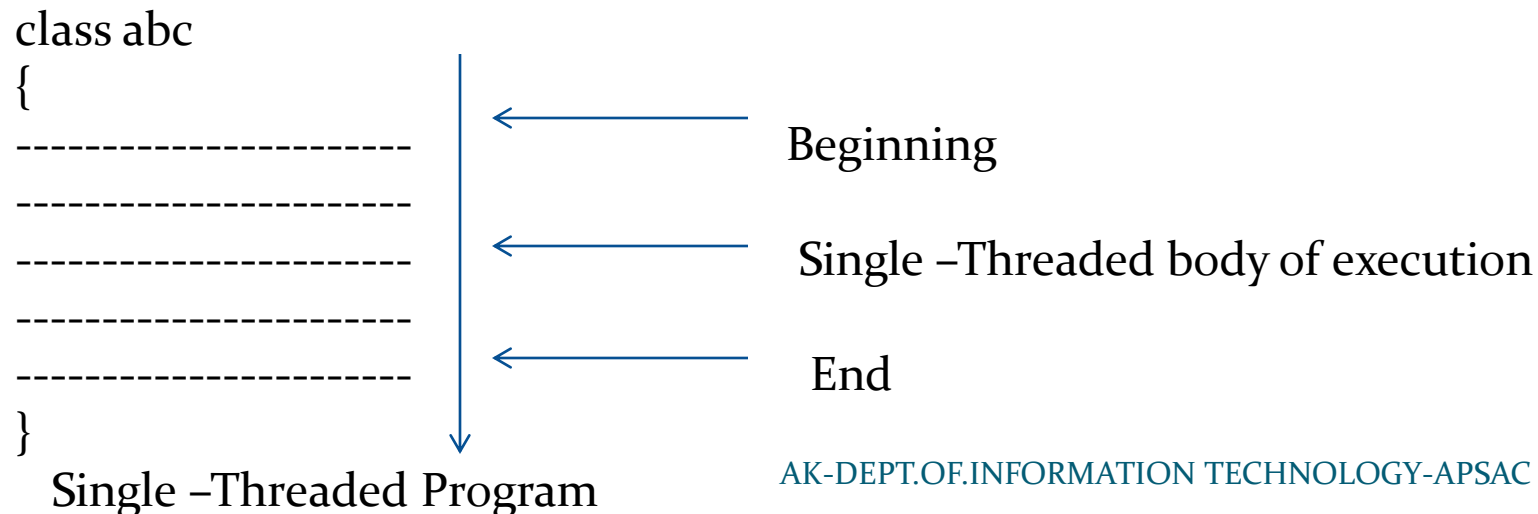 class abc
{
-----------------------
Beginning
-----------------------
-----------------------
Single –Threaded body of execution
-----------------------
-----------------------
End
}
Single –Threaded Program
AK-DEPT.OF.INFORMATION TECHNOLOGY-APSAC